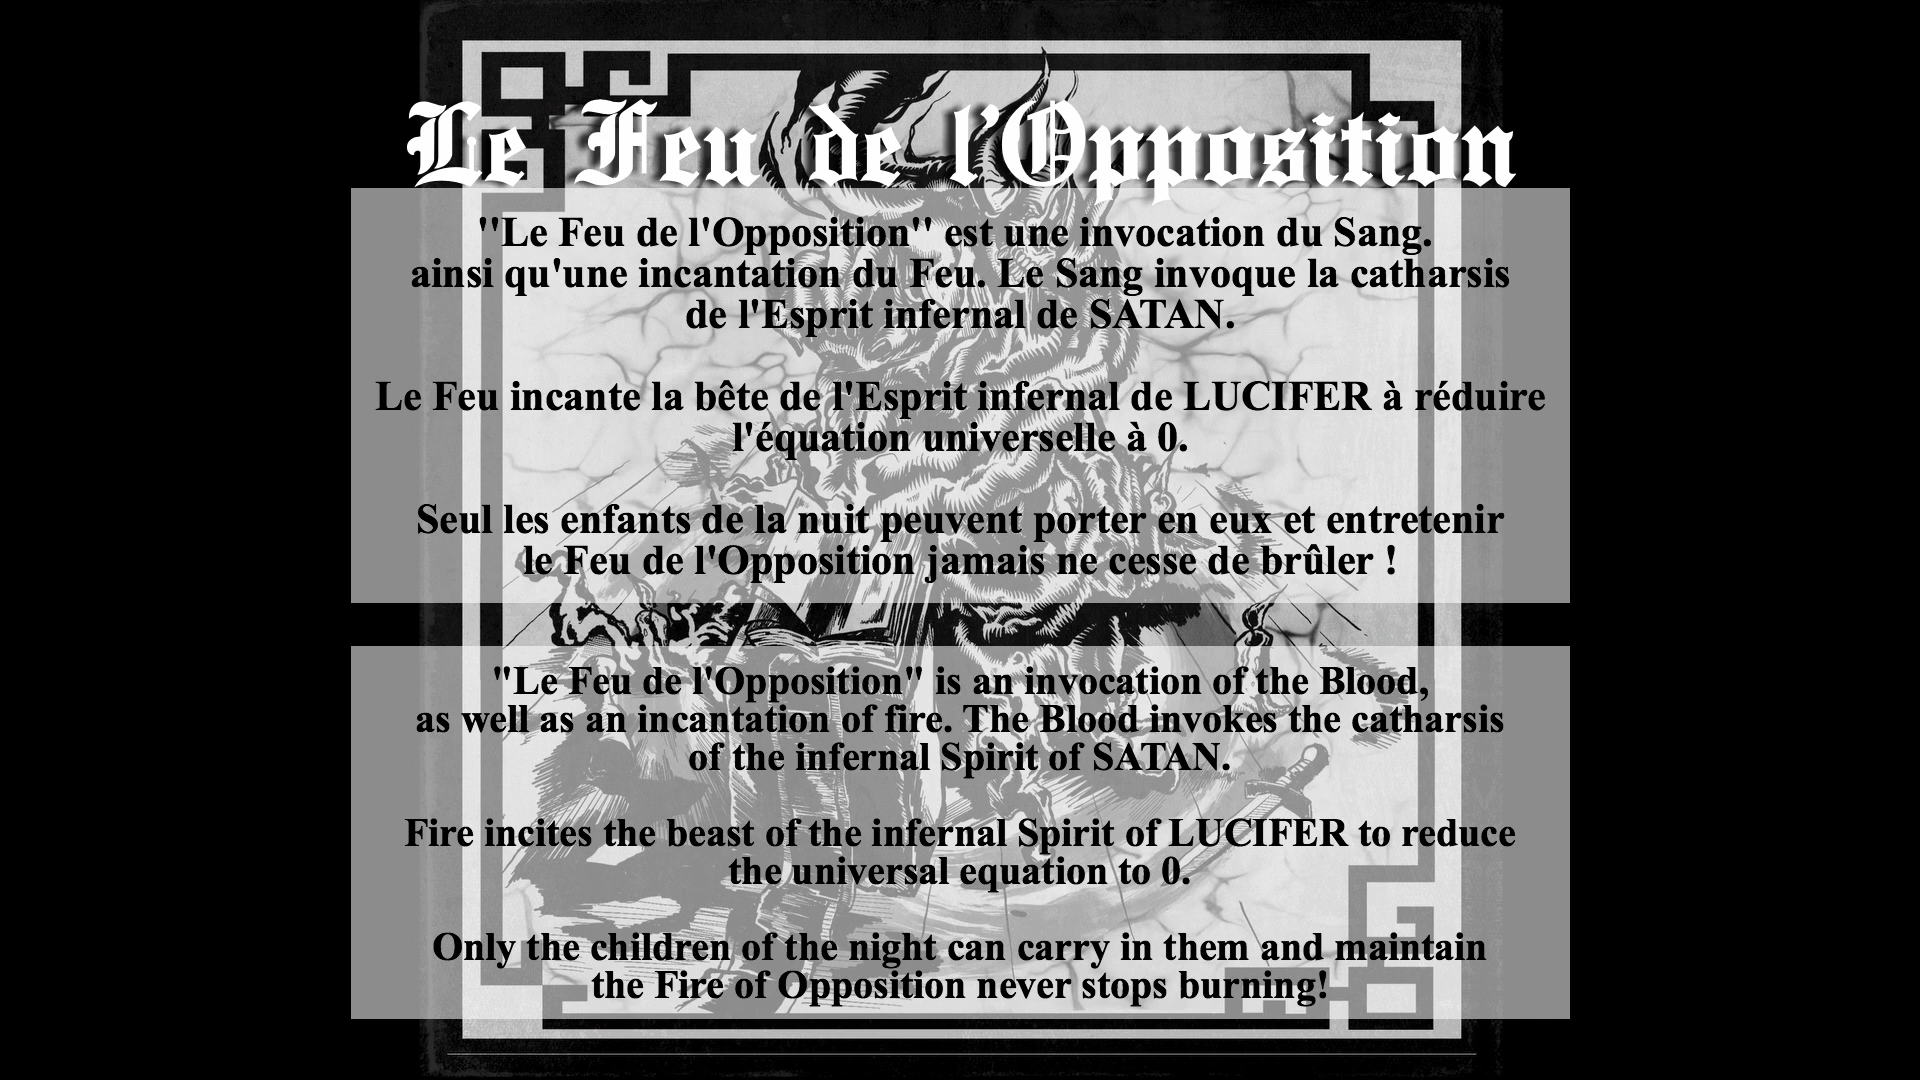 Le Feu de l'Opposition
"Le Feu de l'Opposition" est une invocation du Sang.
ainsi qu'une incantation du Feu. Le Sang invoque la catharsis
de l'Esprit infernal de SATAN.
Le Feu incante la bête de l'Esprit infernal de LUCIFER à réduire
l'équation universelle à 0.
Seul les enfants de la nuit peuvent porter en eux et entretenir
le Feu de l'Opposition jamais ne cesse de brûler !
"Le Feu de l'Opposition" is an invocation of the Blood,
as well as an incantation of fire. The Blood invokes the catharsis
of the infernal Spirit of SATAN.
Fire incites the beast of the infernal Spirit of LUCIFER to reduce
the universal equation to 0.
Only the children of the night can carry in them and maintain
the Fire of Opposition never stops burning!